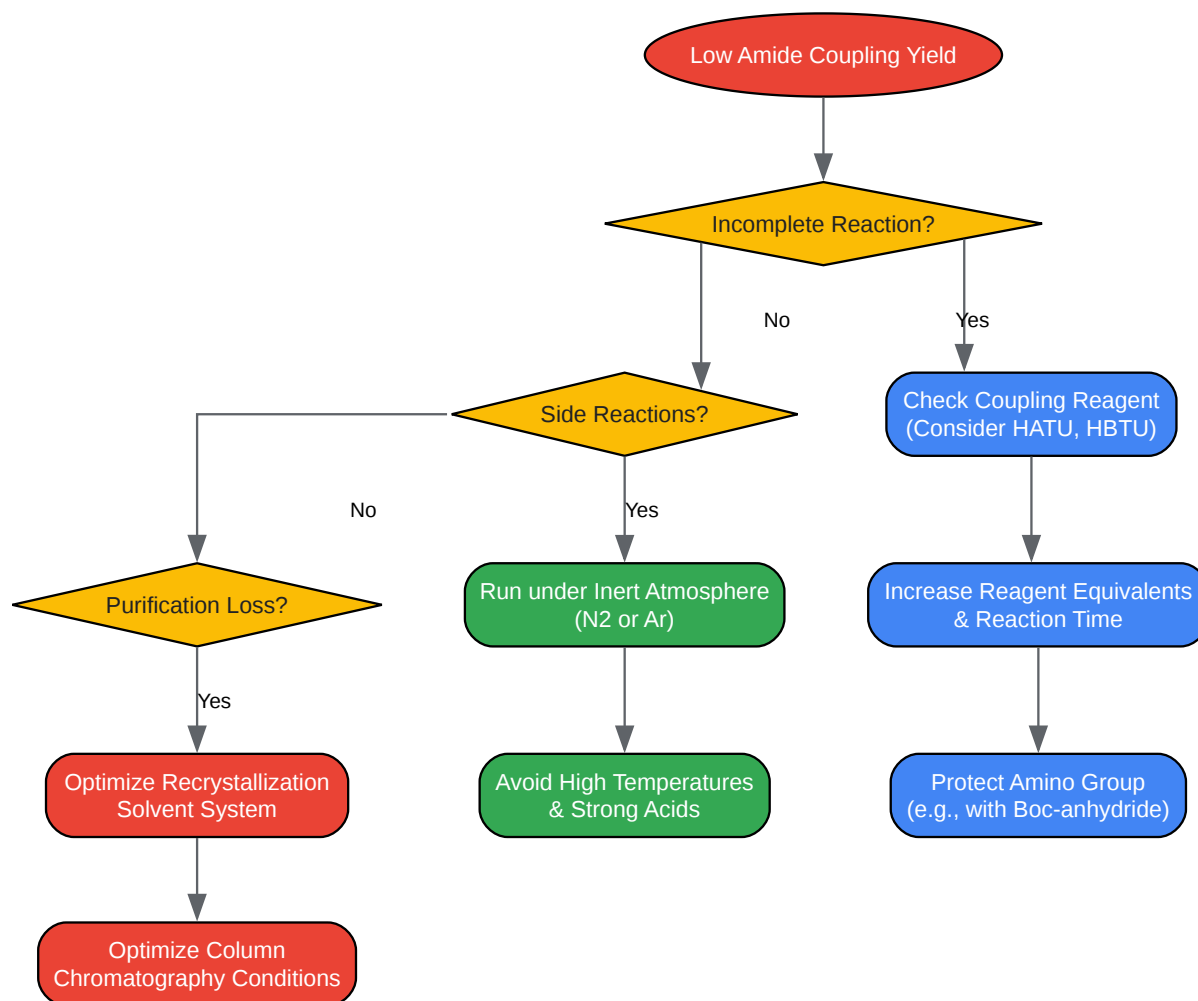 Low Amide Coupling Yield
Incomplete Reaction?
No
Yes
Side Reactions?
Check Coupling Reagent
(Consider HATU, HBTU)
No
Yes
Purification Loss?
Run under Inert Atmosphere
(N2 or Ar)
Increase Reagent Equivalents
& Reaction Time
Yes
Optimize Recrystallization
Solvent System
Avoid High Temperatures
& Strong Acids
Protect Amino Group
(e.g., with Boc-anhydride)
Optimize Column
Chromatography Conditions